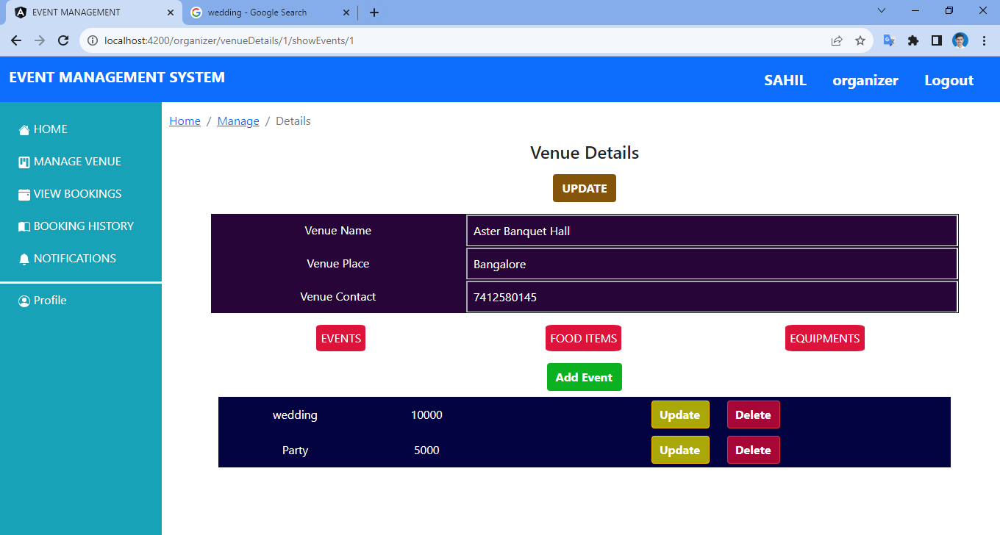 EVENT MANAGEMENT
wedding - Google Search
localhost:4200/organizer/venueDetails/1/showEvents/1
EVENT MANAGEMENT SYSTEM
SAHIL organizer Logout
HOME
MANAGE VENUE
VIEW BOOKINGS
BOOKING HISTORY
NOTIFICATIONS
Profile
Home / Manage / Details
Venue Details
UPDATE
Venue Name Aster Banquet Hall
Venue Place Bangalore
Venue Contact 7412580145
EVENTS FOOD ITEMS EQUIPMENTS
Add Event
wedding 10000 Update Delete
Party 5000 Update Delete